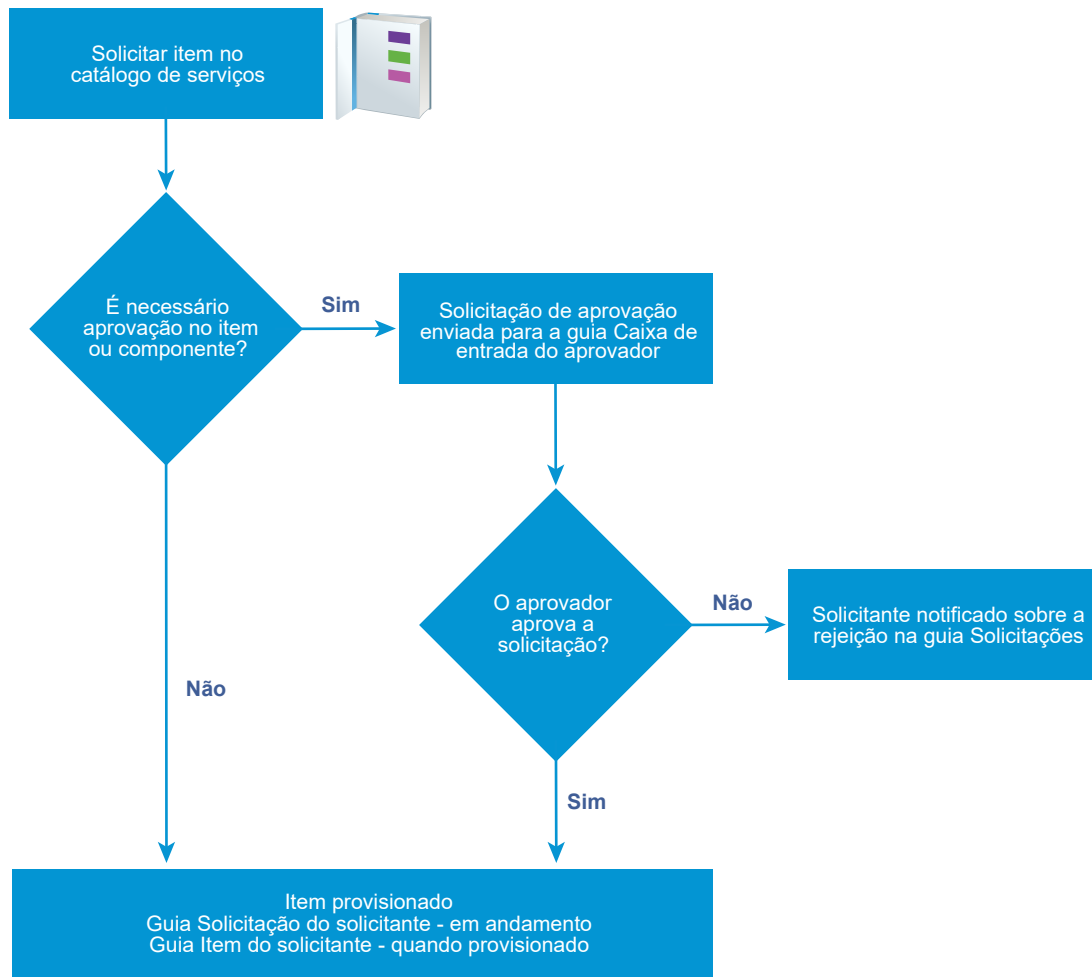 Solicitar item no
catálogo de serviços
É necessário
aprovação no item
ou componente?
Sim
Solicitação de aprovação
enviada para a guia Caixa de
entrada do aprovador
O aprovador
aprova a
solicitação?
Não
Solicitante notificado sobre a
rejeição na guia Solicitações
Não
Sim
Item provisionado
Guia Solicitação do solicitante - em andamento
Guia Item do solicitante - quando provisionado